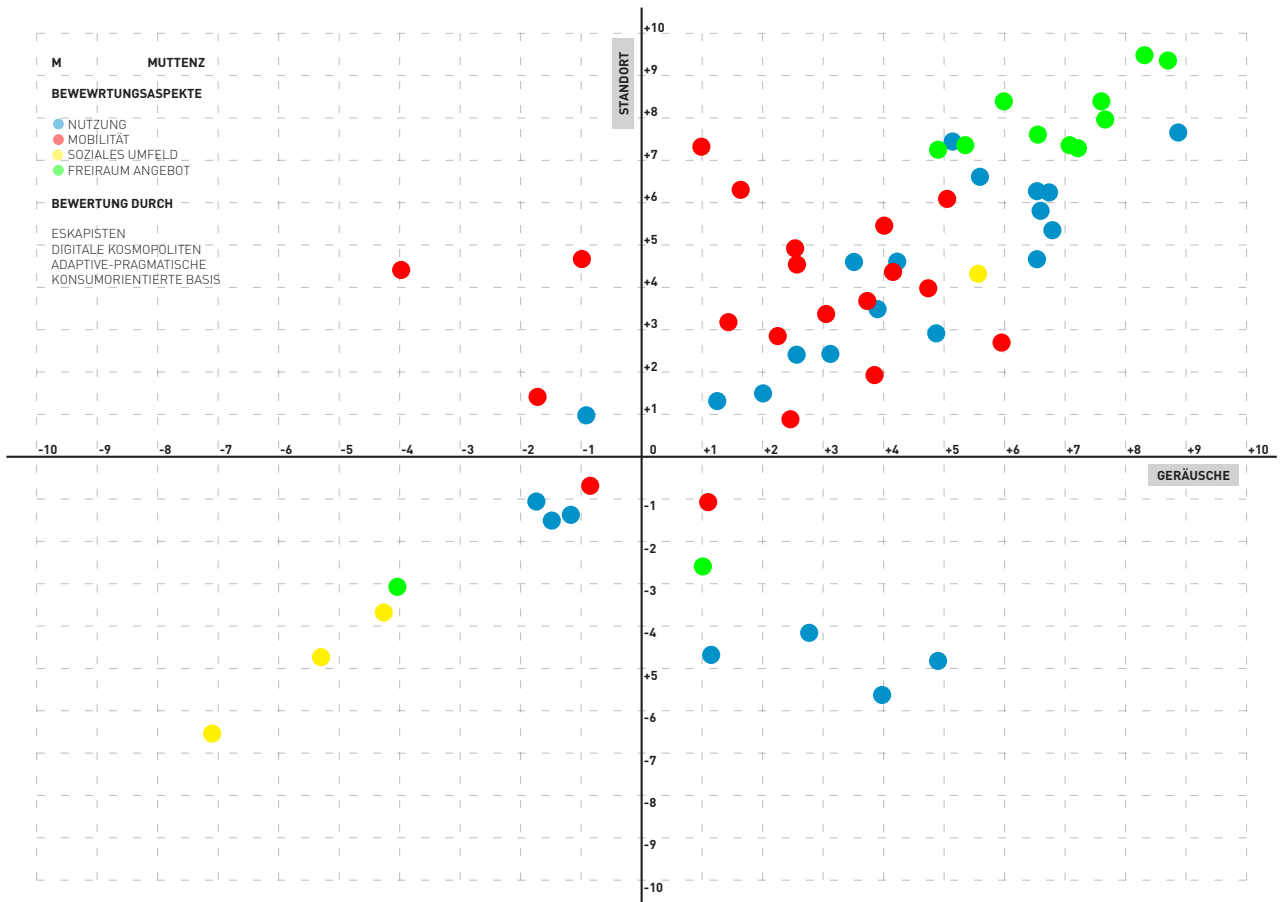 M MUTTENZ
BEWEWRTUNGSASPEKTE
NUTZUNG
MOBILITÄT
SOZIALES UMFELD
FREIRAUM ANGEBOT
BEWERTUNG DURCH
ESKAPISTEN
DIGITALE KOSMOPOLITEN
ADAPTIVE-PRAGMATISCHE
KONSUMORIENTIERTE BASIS
STANDORT
+10
+9
+8
+7
+6
+5
+4
+3
+2
+1
-10 -9 -8 -7 -6 -5 -4 -3 -2 -1 0 +1 +2 +3 +4 +5 +6 +7 +8 +9 +10
GERÄUSCHE
-1
-2
-3
-4
+5
-6
-7
-8
-9
-10